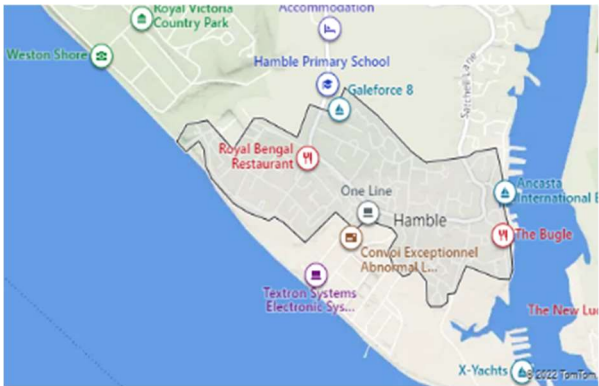 Royal Victoria
Country Park
Accommodation
Weston Shore
Hamble Primary School
Satchell Lane
Galeforce 8
Royal Bengal
Restaurant
One Line
Ancasta
International B
Hamble
The Bugle
Convoi Exceptionnel
Abnormal L...
Textron Systems
Electronic Sys...
The New Luc
X-Yachts
© 2022 TomTom